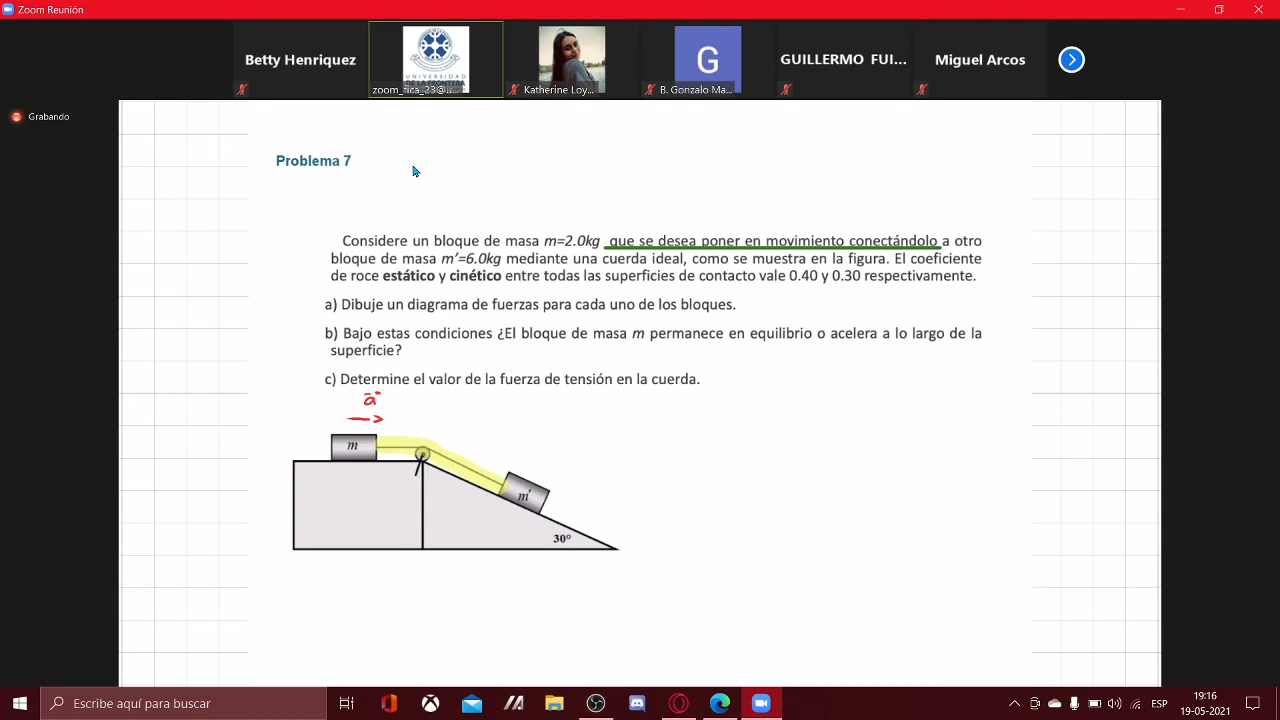 Zoom Reunión
Betty Henriquez
UNIVERSIDAD
DE LA FRONTERA
zoom_fica_33@u...
Katherine Loy...
G
B. Gonzalo Ma...
GUILLERMO FUI...
Miguel Arcos
Grabando
Problema 7
Considere un bloque de masa m=2.0kg que se desea poner en movimiento conectándolo a otro
bloque de masa m’=6.0kg mediante una cuerda ideal, como se muestra en la figura. El coeficiente
de roce estático y cinético entre todas las superficies de contacto vale 0.40 y 0.30 respectivamente.
a) Dibuje un diagrama de fuerzas para cada uno de los bloques.
b) Bajo estas condiciones ¿El bloque de masa m permanece en equilibrio o acelera a lo largo de la
superficie?
c) Determine el valor de la fuerza de tensión en la cuerda.
a
m
m'
30°
Escribe aquí para buscar
ESP
19:16
19-05-2021